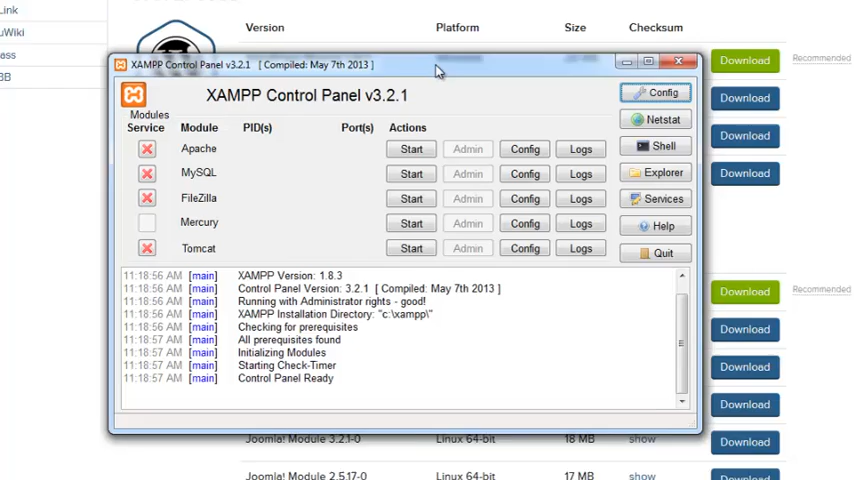 Link
Version Platform Size Checksum
uWiki
ass
3B
Download Recommended
XAMPP Control Panel v3.2.1 [ Compiled: May 7th 2013 ]
XAMPP Control Panel v3.2.1
Config
Download
Modules
Service Module PID(s) Port(s) Actions
Netstat
Download
Apache Start Admin Config Logs
Shell
MySQL Start Admin Config Logs
Explorer
Download
FileZilla Start Admin Config Logs
Services
Mercury Start Admin Config Logs
Help
Tomcat Start Admin Config Logs
Quit
11:18:56 AM [main] XAMPP Version: 1.8.3
11:18:56 AM [main] Control Panel Version: 3.2.1 [ Compiled: May 7th 2013 ]
Download Recommended
11:18:56 AM [main] Running with Administrator rights - good!
11:18:56 AM [main] XAMPP Installation Directory: "c:\xampp\"
11:18:56 AM [main] Checking for prerequisites
Download
11:18:57 AM [main] All prerequisites found
11:18:57 AM [main] Initializing Modules
11:18:57 AM [main] Starting Check-Timer
Download
11:18:57 AM [main] Control Panel Ready
Download
Joomla! Module 3.2.1-0 Linux 64-bit 18 MB show Download
Joomla! Module 2.5.17-0 Linux 64-bit 17 MB show Download